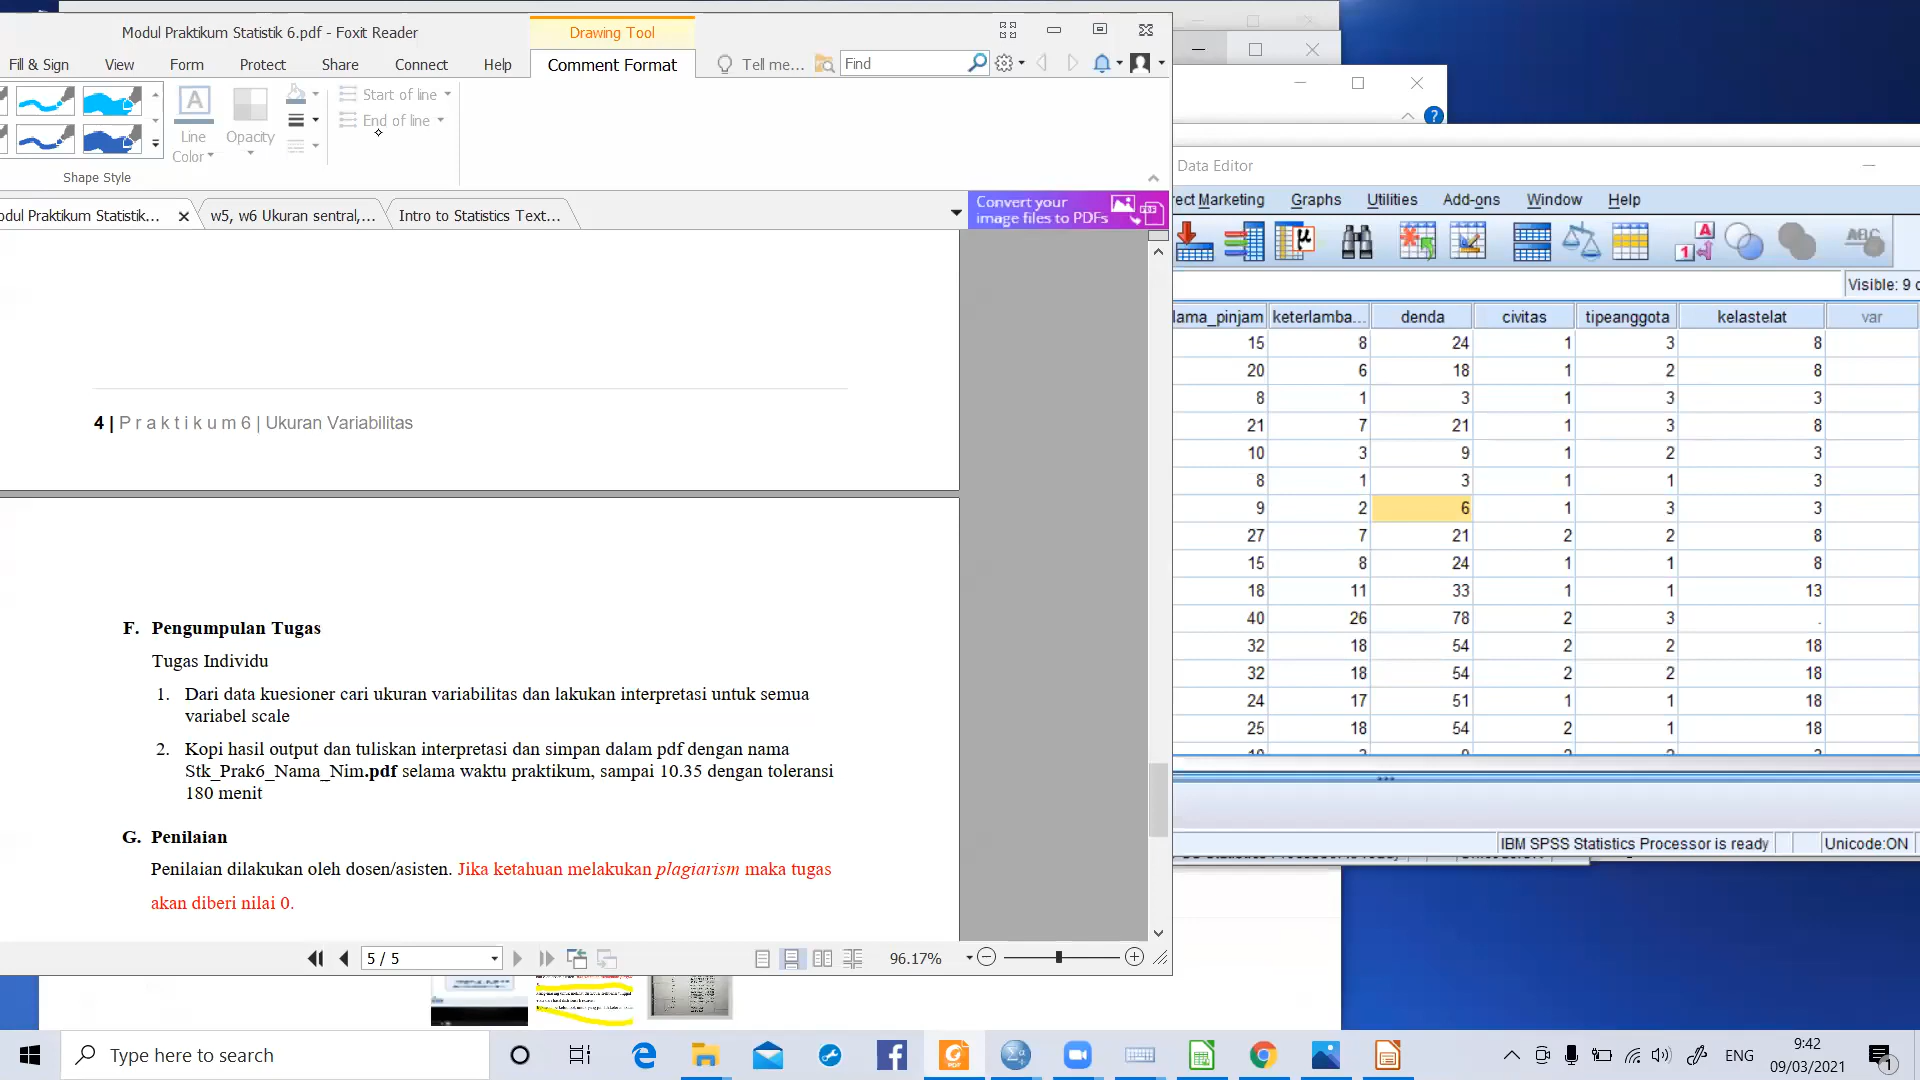 Modul Praktikum Statistik 6.pdf - Foxit Reader
Drawing Tool
Fill & Sign View Form Protect Share Connect Help Comment Format Tell me... Find
Line Color
Opacity
Start of line
End of line
Shape Style
Convert your image files to PDFs
odul Praktikum Statistik... w5, w6 Ukuran sentral,... Intro to Statistics Text...
4 | P r a k t i k u m 6 | Ukuran Variabilitas
F. Pengumpulan Tugas
Tugas Individu
1. Dari data kuesioner cari ukuran variabilitas dan lakukan interpretasi untuk semua
variabel scale
2. Kopi hasil output dan tuliskan interpretasi dan simpan dalam pdf dengan nama
Stk_Prak6_Nama_Nim.pdf selama waktu praktikum, sampai 10.35 dengan toleransi
180 menit
G. Penilaian
Penilaian dilakukan oleh dosen/asisten. Jika ketahuan melakukan plagiarism maka tugas
akan diberi nilai 0.
5 / 5 96.17%
Data Editor
rect Marketing Graphs Utilities Add-ons Window Help
Visible: 9 o
lama_pinjam keterlamba... denda civitas tipeanggota kelastelat var
15 8 24 1 3 8
20 6 18 1 2 8
8 1 3 1 3 3
21 7 21 1 3 8
10 3 9 1 2 3
8 1 3 1 1 3
9 2 6 1 3 3
27 7 21 2 2 8
15 8 24 1 1 8
18 11 33 1 1 13
40 26 78 2 3 .
32 18 54 2 2 18
32 18 54 2 2 18
24 17 51 1 1 18
25 18 54 2 1 18
IBM SPSS Statistics Processor is ready Unicode:ON
Type here to search
ENG
9:42
09/03/2021
1